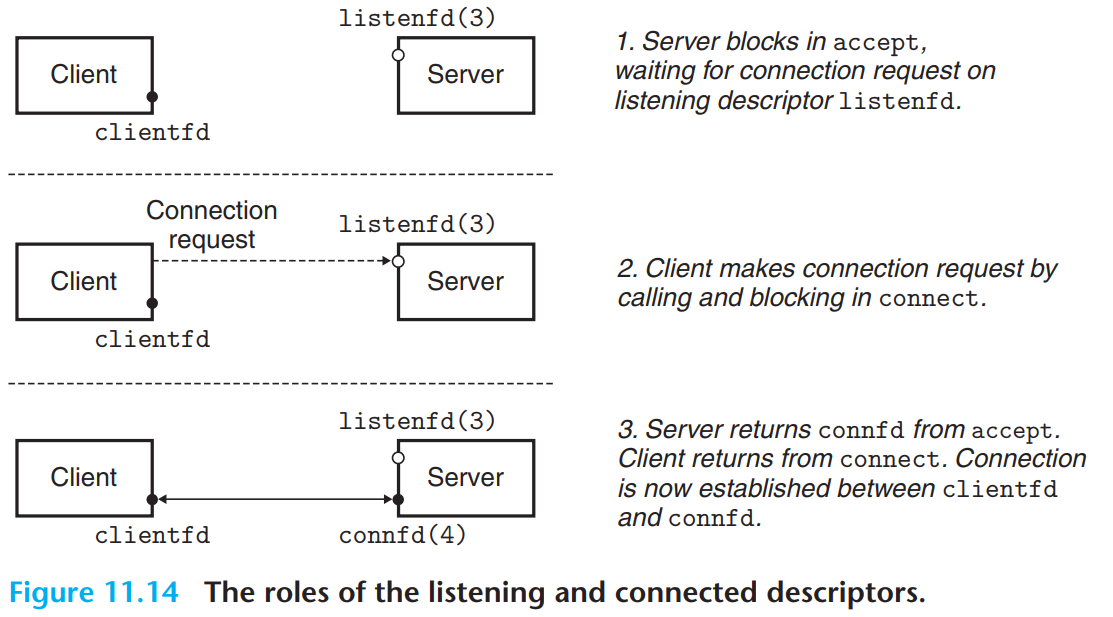 listenfd(3)
Client
Server
clientfd
1. Server blocks in accept,
waiting for connection request on
listening descriptor listenfd.
Connection
request
listenfd(3)
Client
Server
clientfd
2. Client makes connection request by
calling and blocking in connect.
listenfd(3)
Client
Server
clientfd
connfd(4)
3. Server returns connfd from accept.
Client returns from connect. Connection
is now established between clientfd
and connfd.
Figure 11.14 The roles of the listening and connected descriptors.